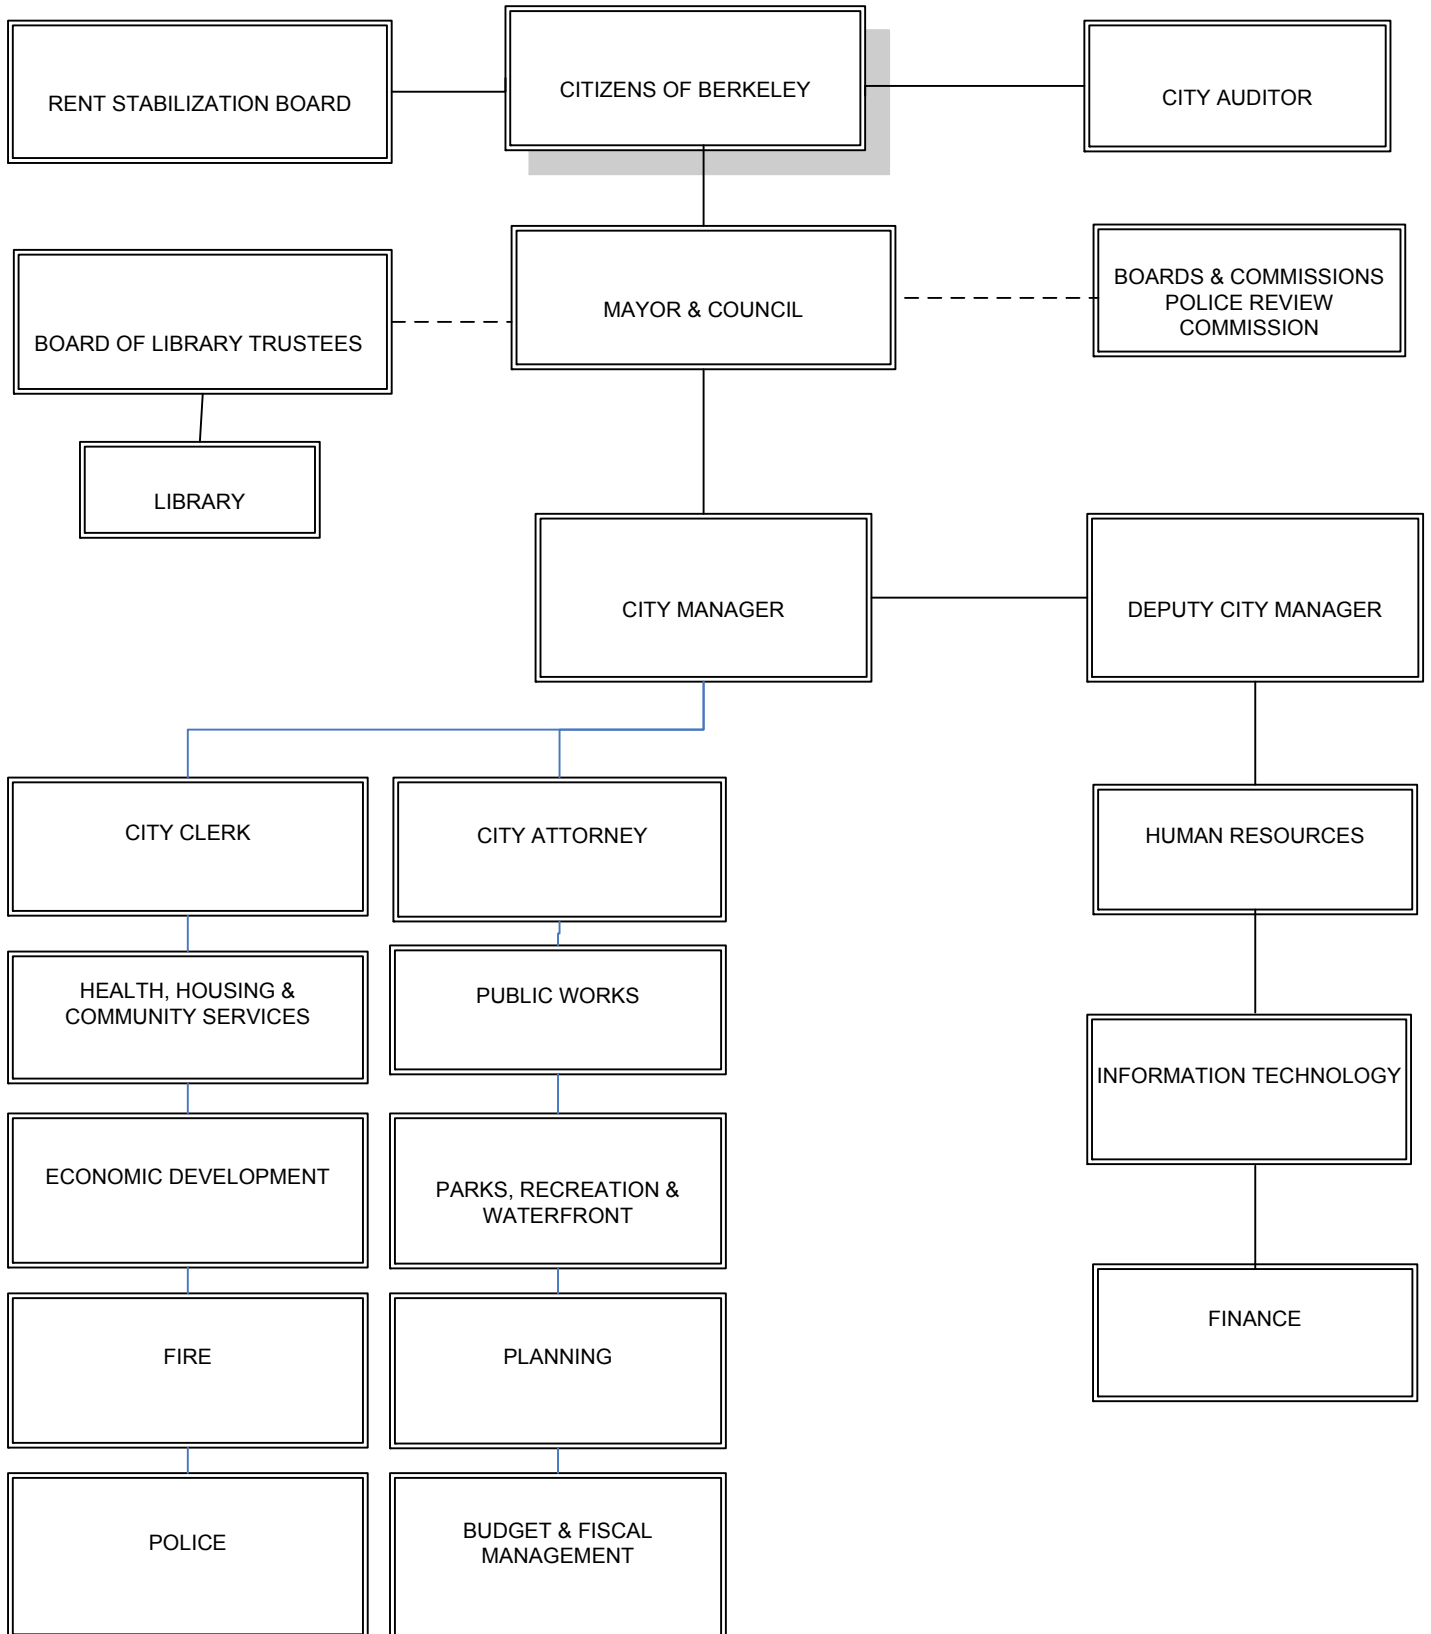 RENT STABILIZATION BOARD
CITIZENS OF BERKELEY
CITY AUDITOR
BOARD OF LIBRARY TRUSTEES
MAYOR & COUNCIL
BOARDS & COMMISSIONS
POLICE REVIEW
COMMISSION
LIBRARY
CITY MANAGER
DEPUTY CITY MANAGER
CITY CLERK
CITY ATTORNEY
HUMAN RESOURCES
HEALTH, HOUSING &
COMMUNITY SERVICES
PUBLIC WORKS
INFORMATION TECHNOLOGY
ECONOMIC DEVELOPMENT
PARKS, RECREATION &
WATERFRONT
FINANCE
FIRE
PLANNING
POLICE
BUDGET & FISCAL
MANAGEMENT